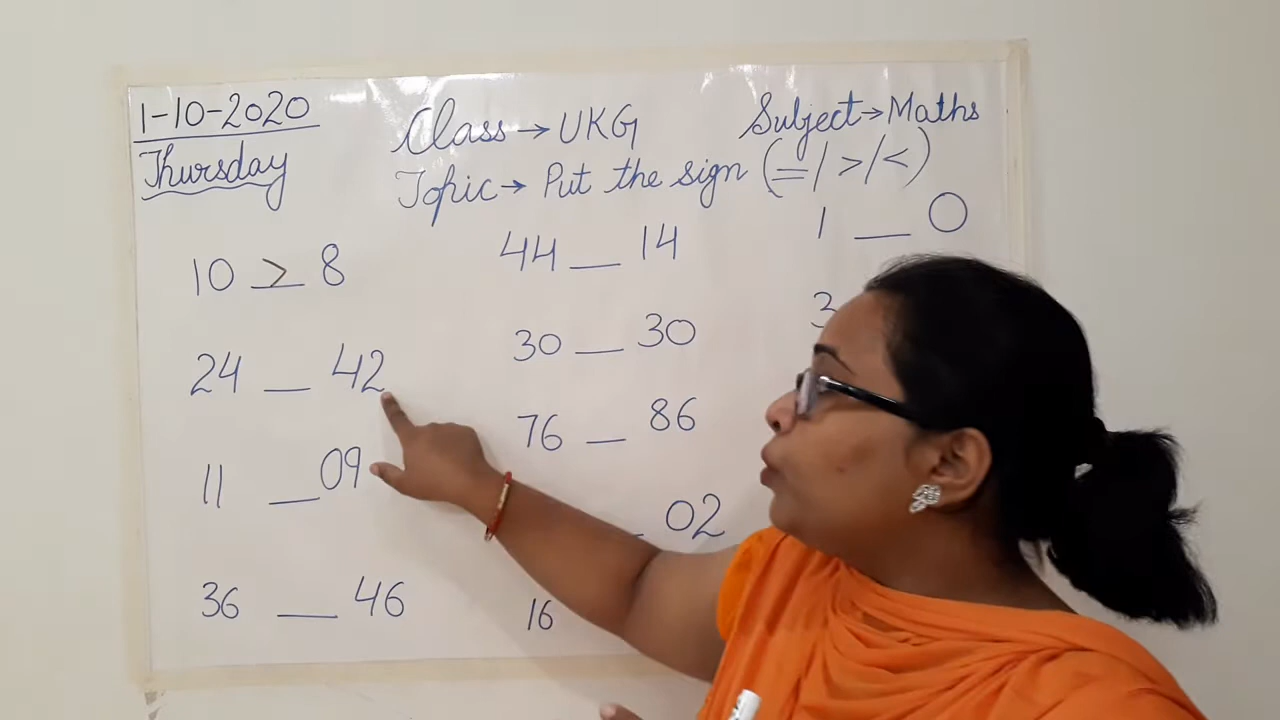 1-10-2020
Thursday
Class → UKG
Subject → Maths
Topic → Put the sign (=/>/<)
10 > 8
24 __ 42
11 __ 09
36 __ 46
44 __ 14
30 __ 30
76 __ 86
_ 02
16
1 __ 0
3